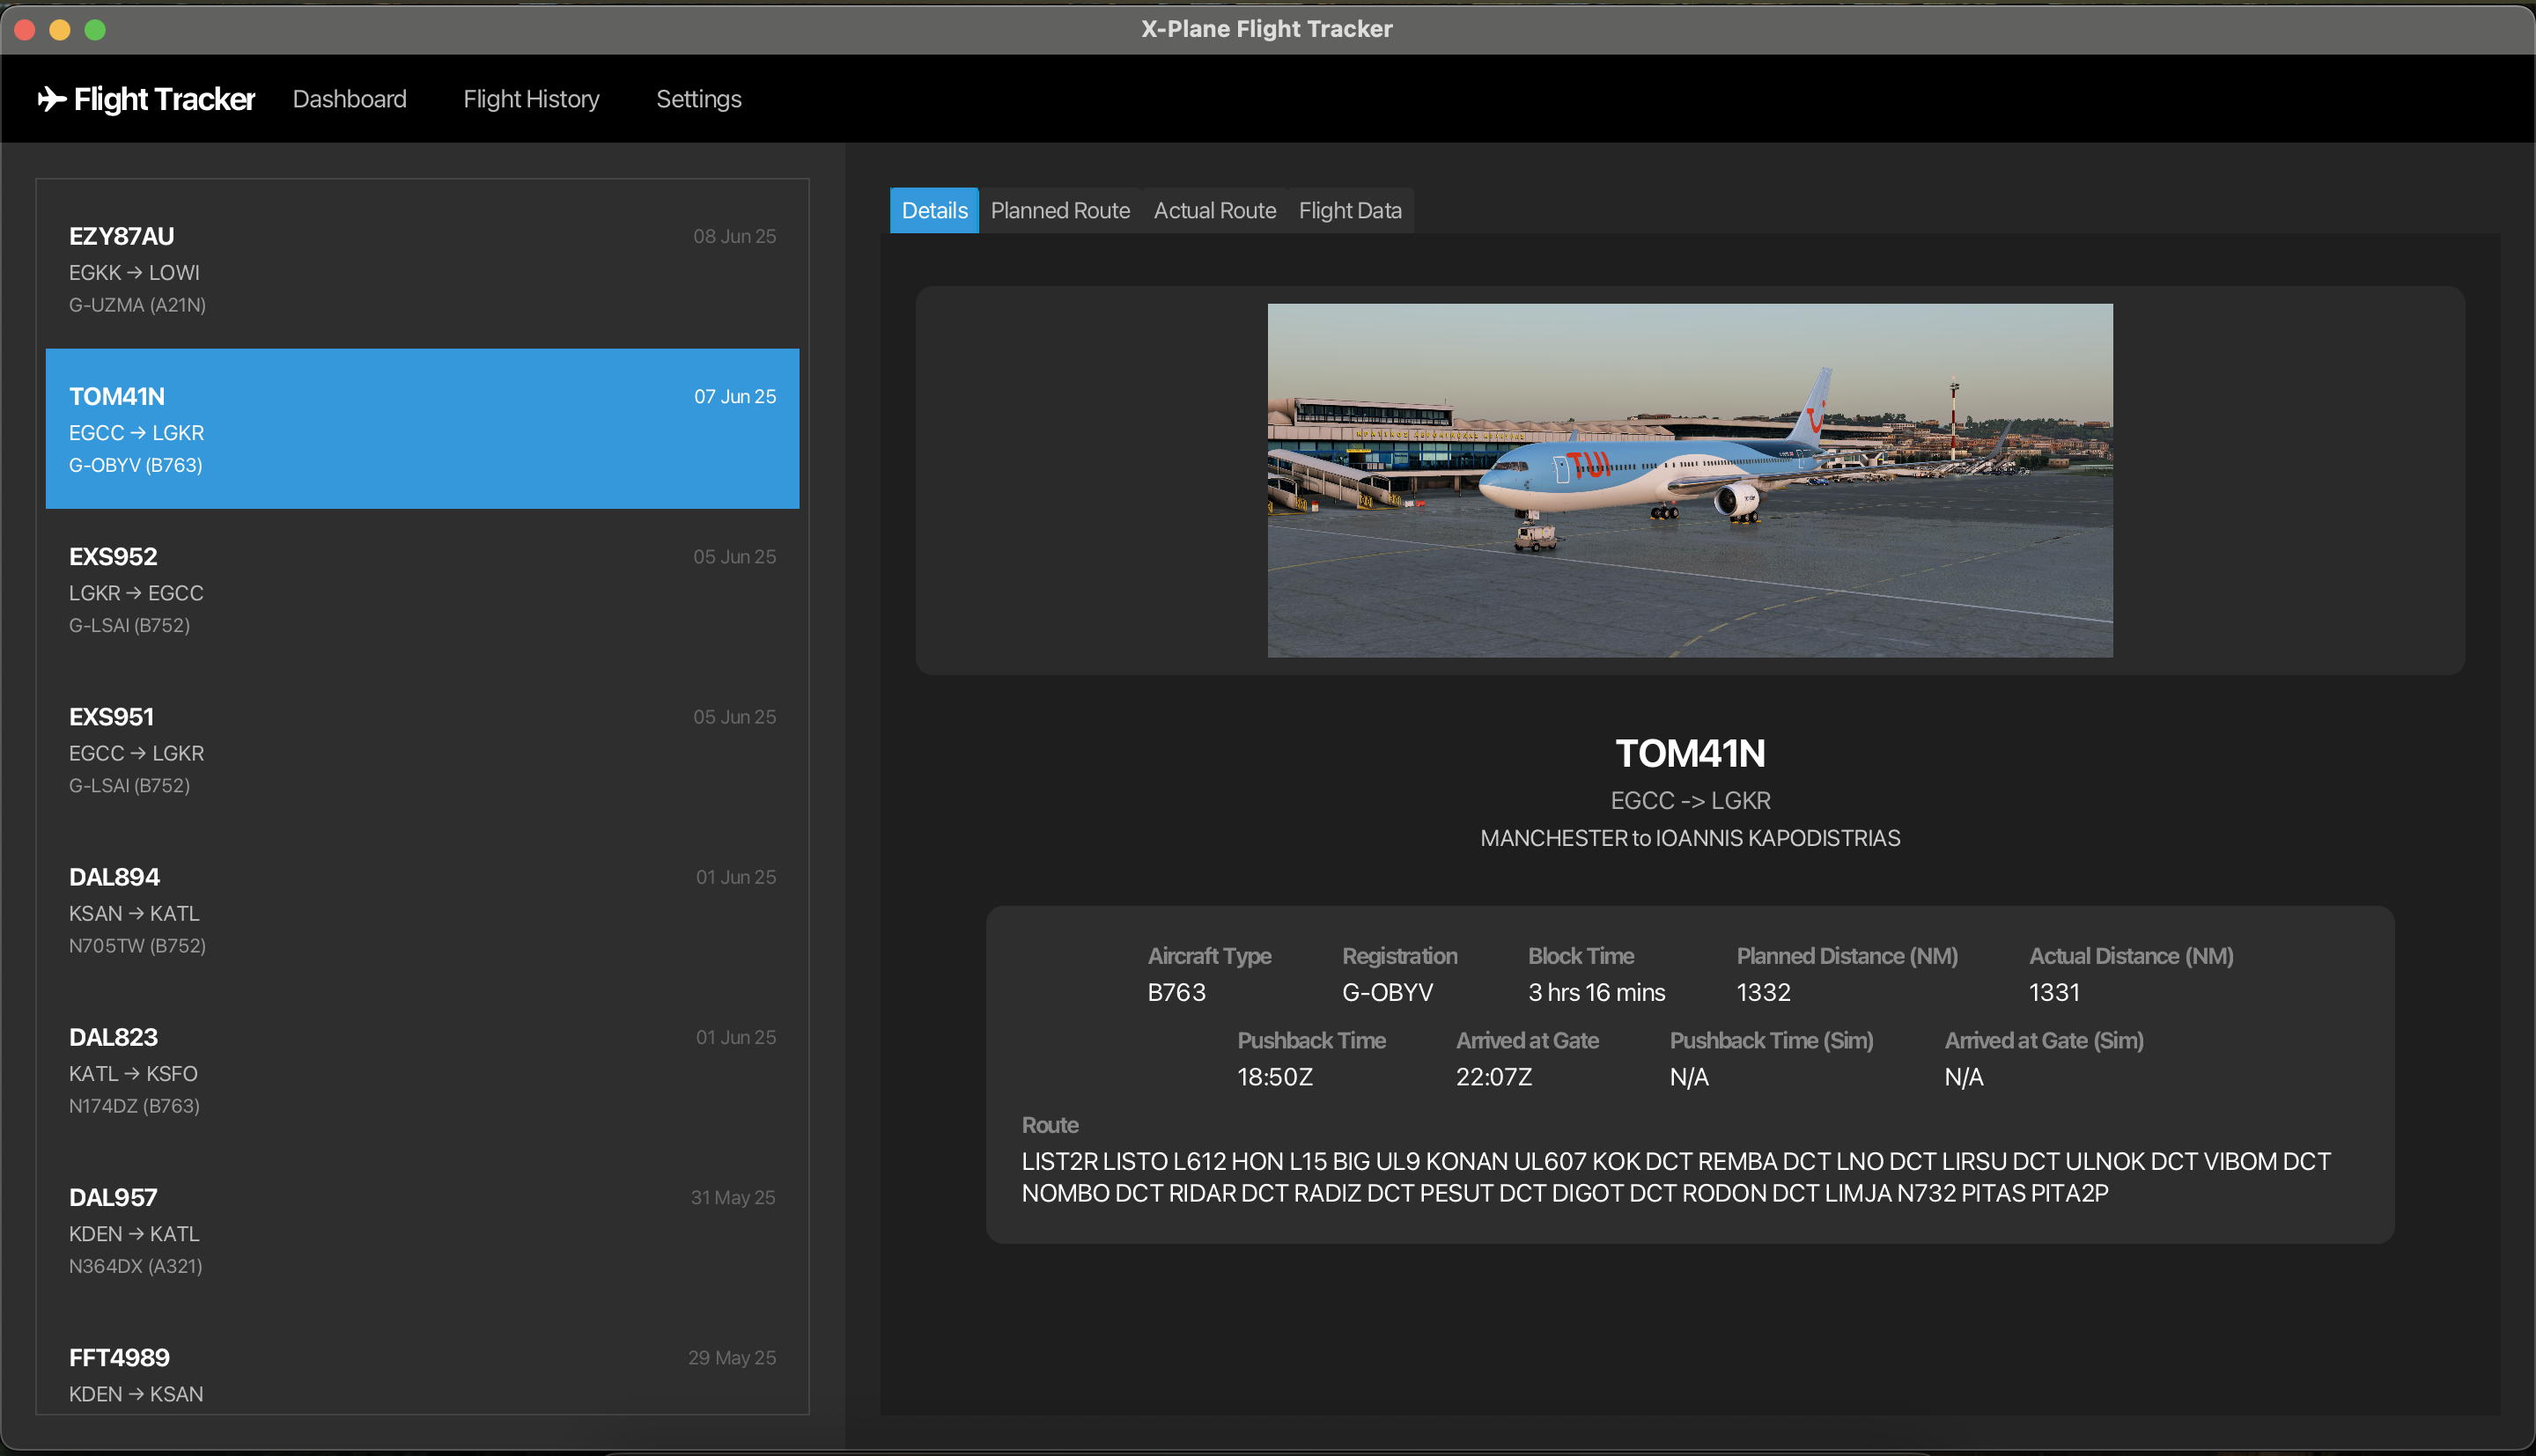 X-Plane Flight Tracker
Flight Tracker Dashboard Flight History Settings
EZY87AU 08 Jun 25
EGKK → LOWI
G-UZMA (A21N)
TOM41N 07 Jun 25
EGCC → LGKR
G-OBYV (B763)
EXS952 05 Jun 25
LGKR → EGCC
G-LSAI (B752)
EXS951 05 Jun 25
EGCC → LGKR
G-LSAI (B752)
DAL894 01 Jun 25
KSAN → KATL
N705TW (B752)
DAL823 01 Jun 25
KATL → KSFO
N174DZ (B763)
DAL957 31 May 25
KDEN → KATL
N364DX (A321)
FFT4989 29 May 25
KDEN → KSAN
Details Planned Route Actual Route Flight Data
TUI
TOM41N
EGCC -> LGKR
MANCHESTER to IOANNIS KAPODISTRIAS
Aircraft Type Registration Block Time Planned Distance (NM) Actual Distance (NM)
B763 G-OBYV 3 hrs 16 mins 1332 1331
Pushback Time Arrived at Gate Pushback Time (Sim) Arrived at Gate (Sim)
18:50Z 22:07Z N/A N/A
Route
LIST2R LISTO L612 HON L15 BIG UL9 KONAN UL607 KOK DCT REMBA DCT LNO DCT LIRSU DCT ULNOK DCT VIBOM DCT
NOMBO DCT RIDAR DCT RADIZ DCT PESUT DCT DIGOT DCT RODON DCT LIMJA N732 PITAS PITA2P